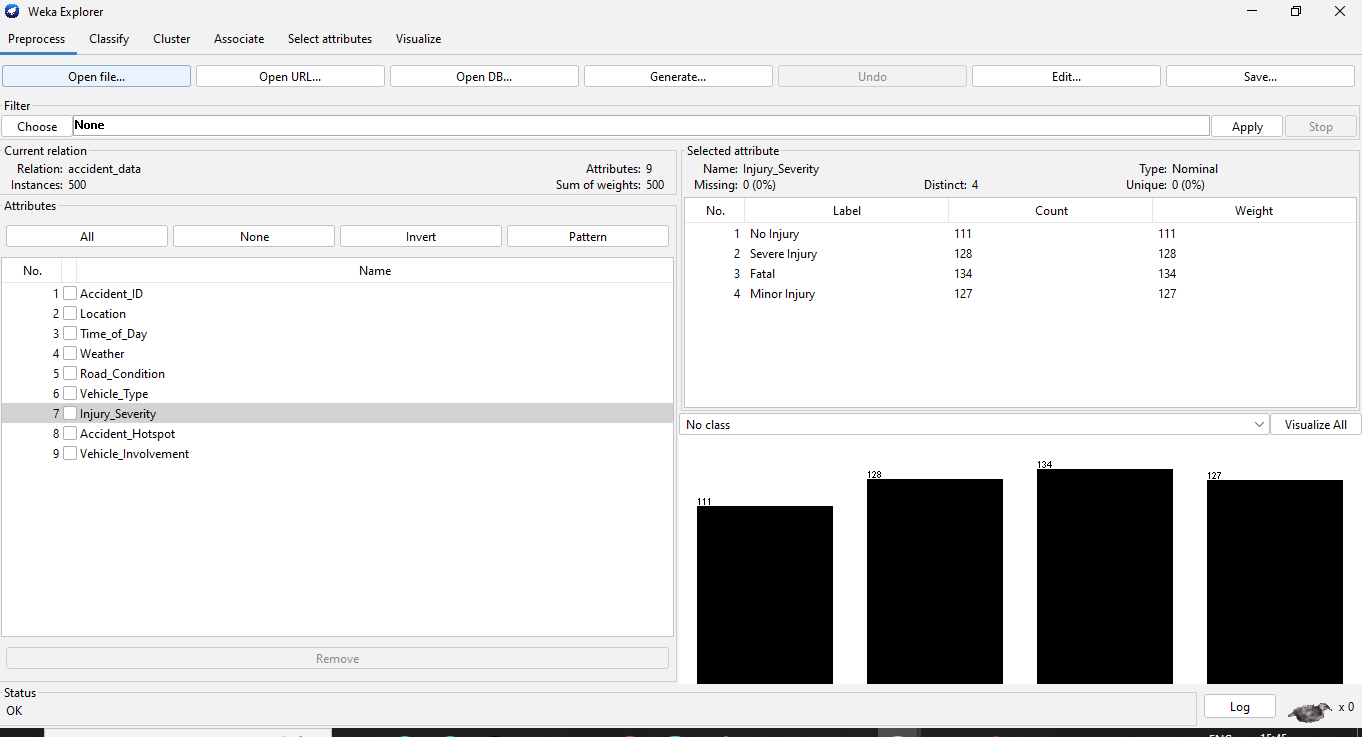 Weka Explorer
Preprocess Classify Cluster Associate Select attributes Visualize
Open file... Open URL... Open DB... Generate... Undo Edit... Save...
Filter
Choose None Apply Stop
Current relation
Relation: accident_data Attributes: 9
Instances: 500 Sum of weights: 500
Attributes
All None Invert Pattern
No. Name
1 Accident_ID
2 Location
3 Time_of_Day
4 Weather
5 Road_Condition
6 Vehicle_Type
7 Injury_Severity
8 Accident_Hotspot
9 Vehicle_Involvement
Remove
Selected attribute
Name: Injury_Severity Type: Nominal
Missing: 0 (0%) Distinct: 4 Unique: 0 (0%)
No. Label Count Weight
1 No Injury 111 111
2 Severe Injury 128 128
3 Fatal 134 134
4 Minor Injury 127 127
No class Visualize All
111 128 134 127
Status
OK
Log x 0